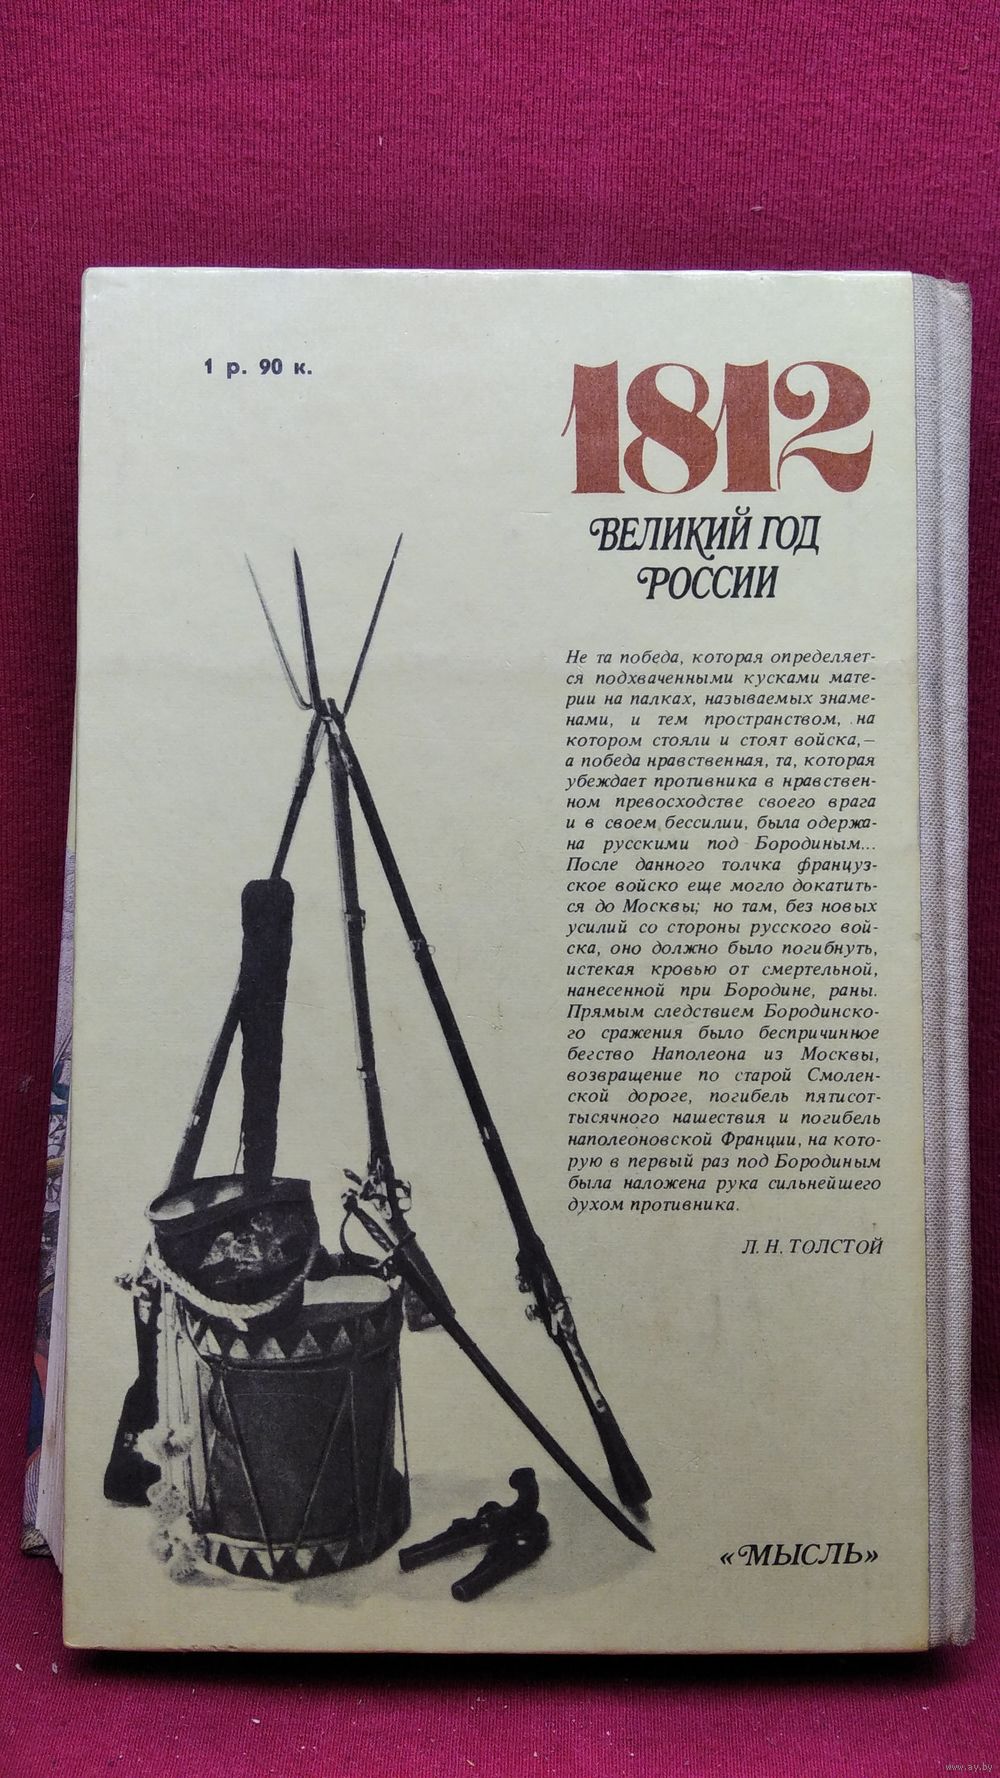 1 р. 90 к.
1812
ВЕЛИКИЙ ГОД
РОССИИ
Не та победа, которая определяет-
ся подхваченными кусками мате-
рии на палках, называемых знаме-
нами, и тем пространством, на
котором стояли и стоят войска,—
а победа нравственная, та, которая
убеждает противника в нравствен-
ном превосходстве своего врага
и в своем бессилии, была одержа-
на русскими под Бородиным...
После данного толчка француз-
ское войско еще могло докатить-
ся до Москвы; но там, без новых
усилий со стороны русского вой-
ска, оно должно было погибнуть,
истекая кровью от смертельной,
нанесенной при Бородине, раны.
Прямым следствием Бородинско-
го сражения было беспричинное
бегство Наполеона из Москвы,
возвращение по старой Смолен-
ской дороге, погибель пятисот-
тысячного нашествия и погибель
наполеоновской Франции, на кото-
рую в первый раз под Бородиным
была наложена рука сильнейшего
духом противника.
Л. Н. ТОЛСТОЙ
«МЫСЛЬ»
www.ay.by